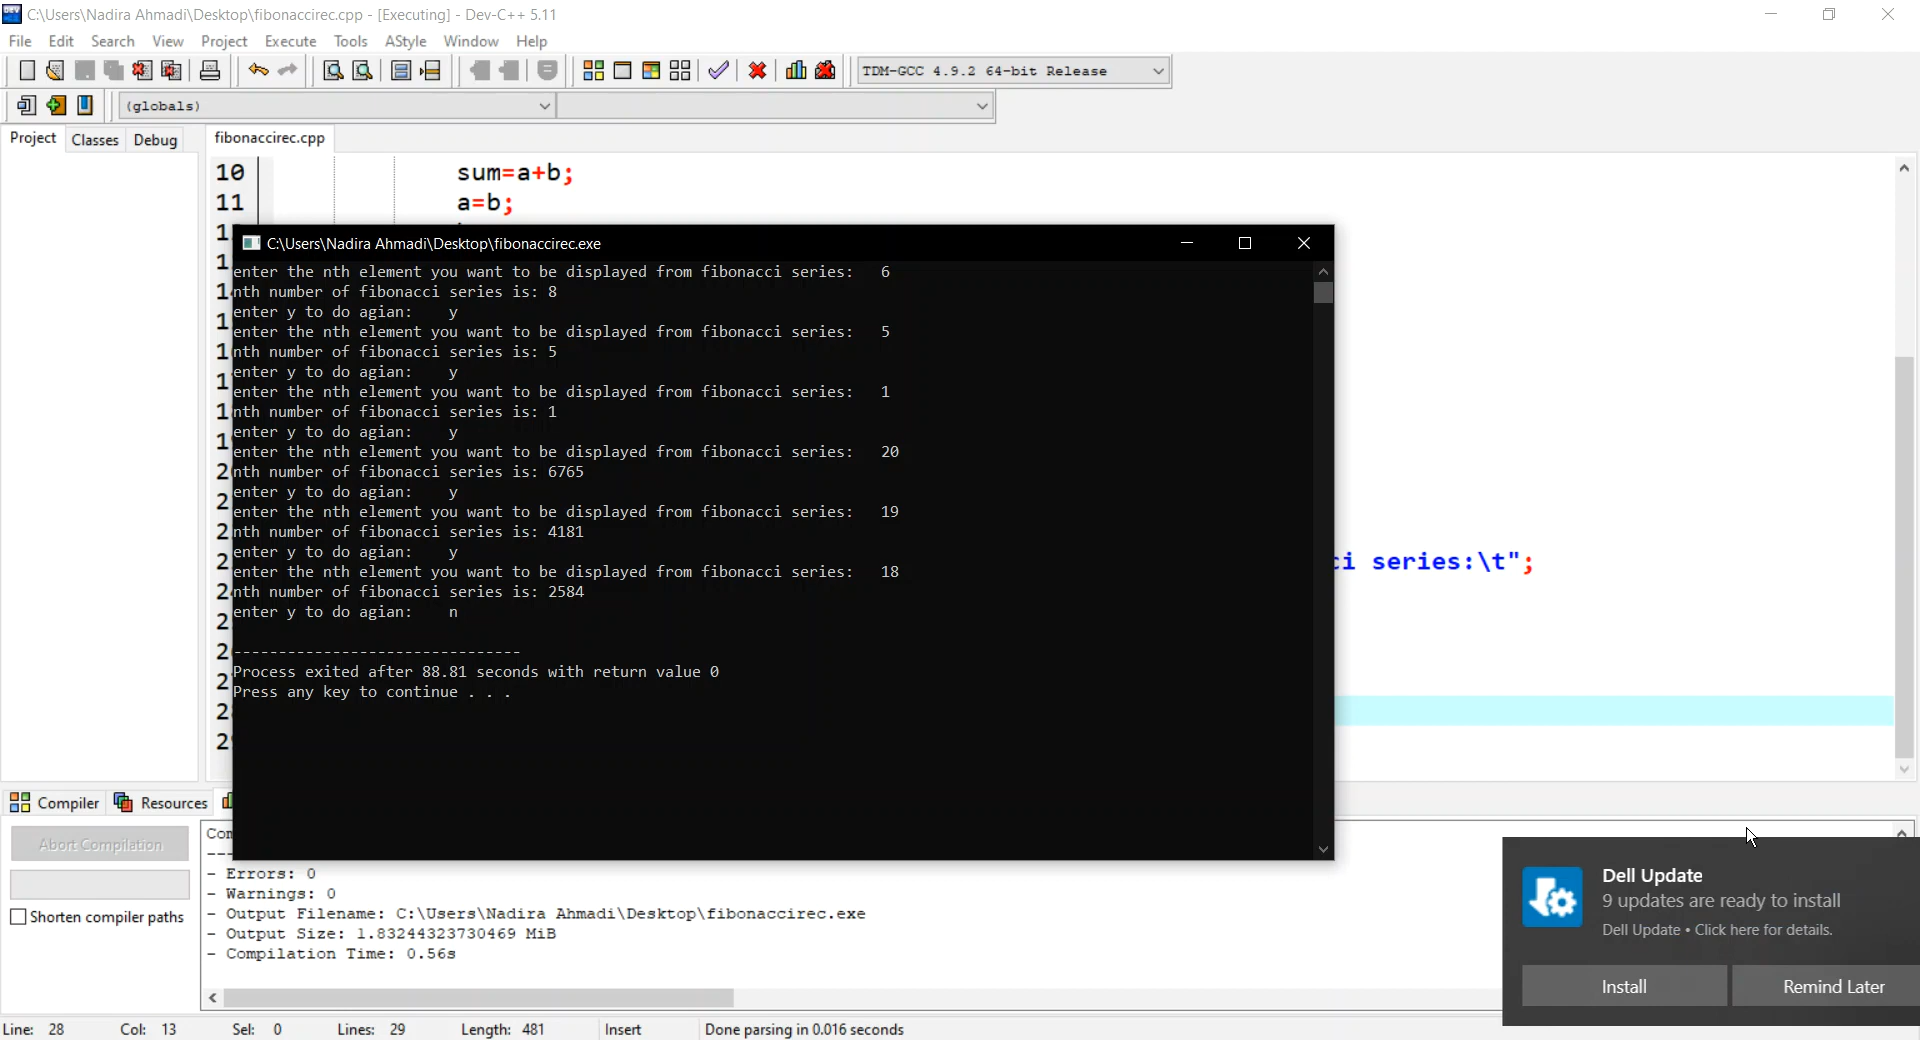 C:\Users\Nadira Ahmadi\Desktop\fibonaccirec.cpp - [Executing] - Dev-C++ 5.11
File Edit Search View Project Execute Tools AStyle Window Help
TDM-GCC 4.9.2 64-bit Release
(globals)
Project Classes Debug fibonaccirec.cpp
10 sum=a+b;
11 a=b;
C:\Users\Nadira Ahmadi\Desktop\fibonaccirec.exe
enter the nth element you want to be displayed from fibonacci series: 6
nth number of fibonacci series is: 8
enter y to do agian: y
enter the nth element you want to be displayed from fibonacci series: 5
nth number of fibonacci series is: 5
enter y to do agian: y
enter the nth element you want to be displayed from fibonacci series: 1
nth number of fibonacci series is: 1
enter y to do agian: y
enter the nth element you want to be displayed from fibonacci series: 20
nth number of fibonacci series is: 6765
enter y to do agian: y
enter the nth element you want to be displayed from fibonacci series: 19
nth number of fibonacci series is: 4181
enter y to do agian: y
enter the nth element you want to be displayed from fibonacci series: 18
nth number of fibonacci series is: 2584
enter y to do agian: n
--------------------------------
Process exited after 88.81 seconds with return value 0
Press any key to continue . . .
ci series:\t";
Compiler Resources
Abort Compilation
Shorten compiler paths
- Errors: 0
- Warnings: 0
- Output Filename: C:\Users\Nadira Ahmadi\Desktop\fibonaccirec.exe
- Output Size: 1.83244323730469 MiB
- Compilation Time: 0.56s
Dell Update
9 updates are ready to install
Dell Update • Click here for details.
Install Remind Later
Line: 28 Col: 13 Sel: 0 Lines: 29 Length: 481 Insert Done parsing in 0.016 seconds